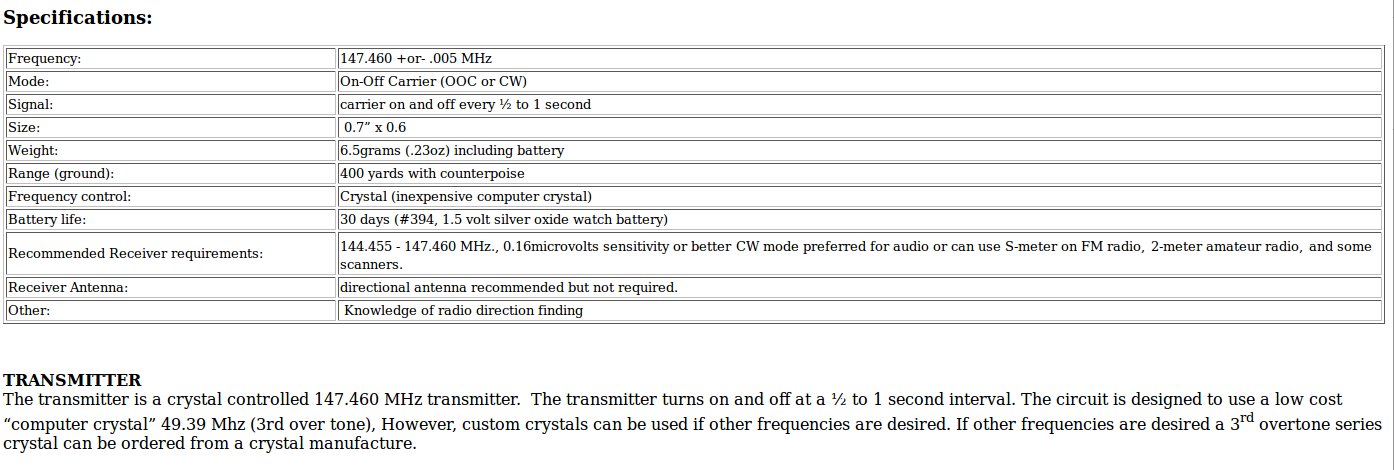 Specifications:
Frequency: 147.460 +or- .005 MHz
Mode: On-Off Carrier (OOC or CW)
Signal: carrier on and off every ½ to 1 second
Size: 0.7” x 0.6
Weight: 6.5grams (.23oz) including battery
Range (ground): 400 yards with counterpoise
Frequency control: Crystal (inexpensive computer crystal)
Battery life: 30 days (#394, 1.5 volt silver oxide watch battery)
Recommended Receiver requirements: 144.455 - 147.460 MHz., 0.16microvolts sensitivity or better CW mode preferred for audio or can use S-meter on FM radio, 2-meter amateur radio, and some
scanners.
Receiver Antenna: directional antenna recommended but not required.
Other: Knowledge of radio direction finding
TRANSMITTER
The transmitter is a crystal controlled 147.460 MHz transmitter. The transmitter turns on and off at a ½ to 1 second interval. The circuit is designed to use a low cost
“computer crystal” 49.39 Mhz (3rd over tone), However, custom crystals can be used if other frequencies are desired. If other frequencies are desired a 3rd overtone series
crystal can be ordered from a crystal manufacture.